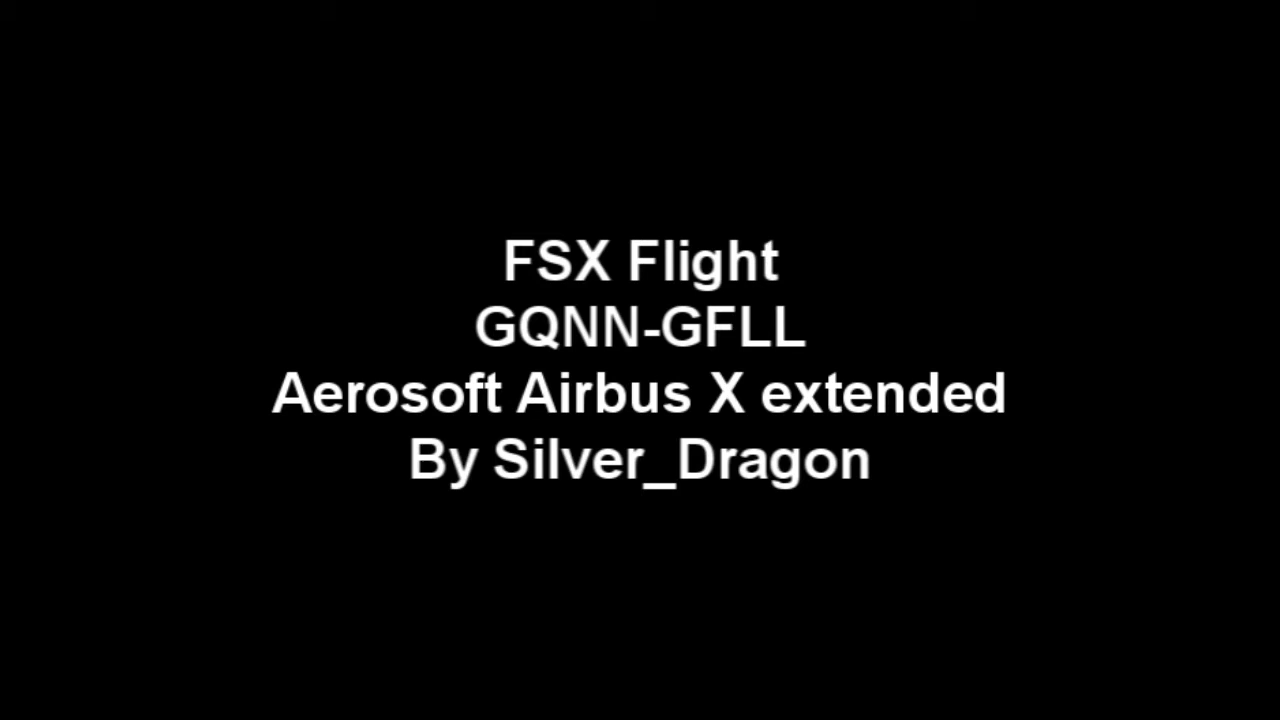 FSX Flight
GQNN-GFLL
Aerosoft Airbus X extended
By Silver_Dragon